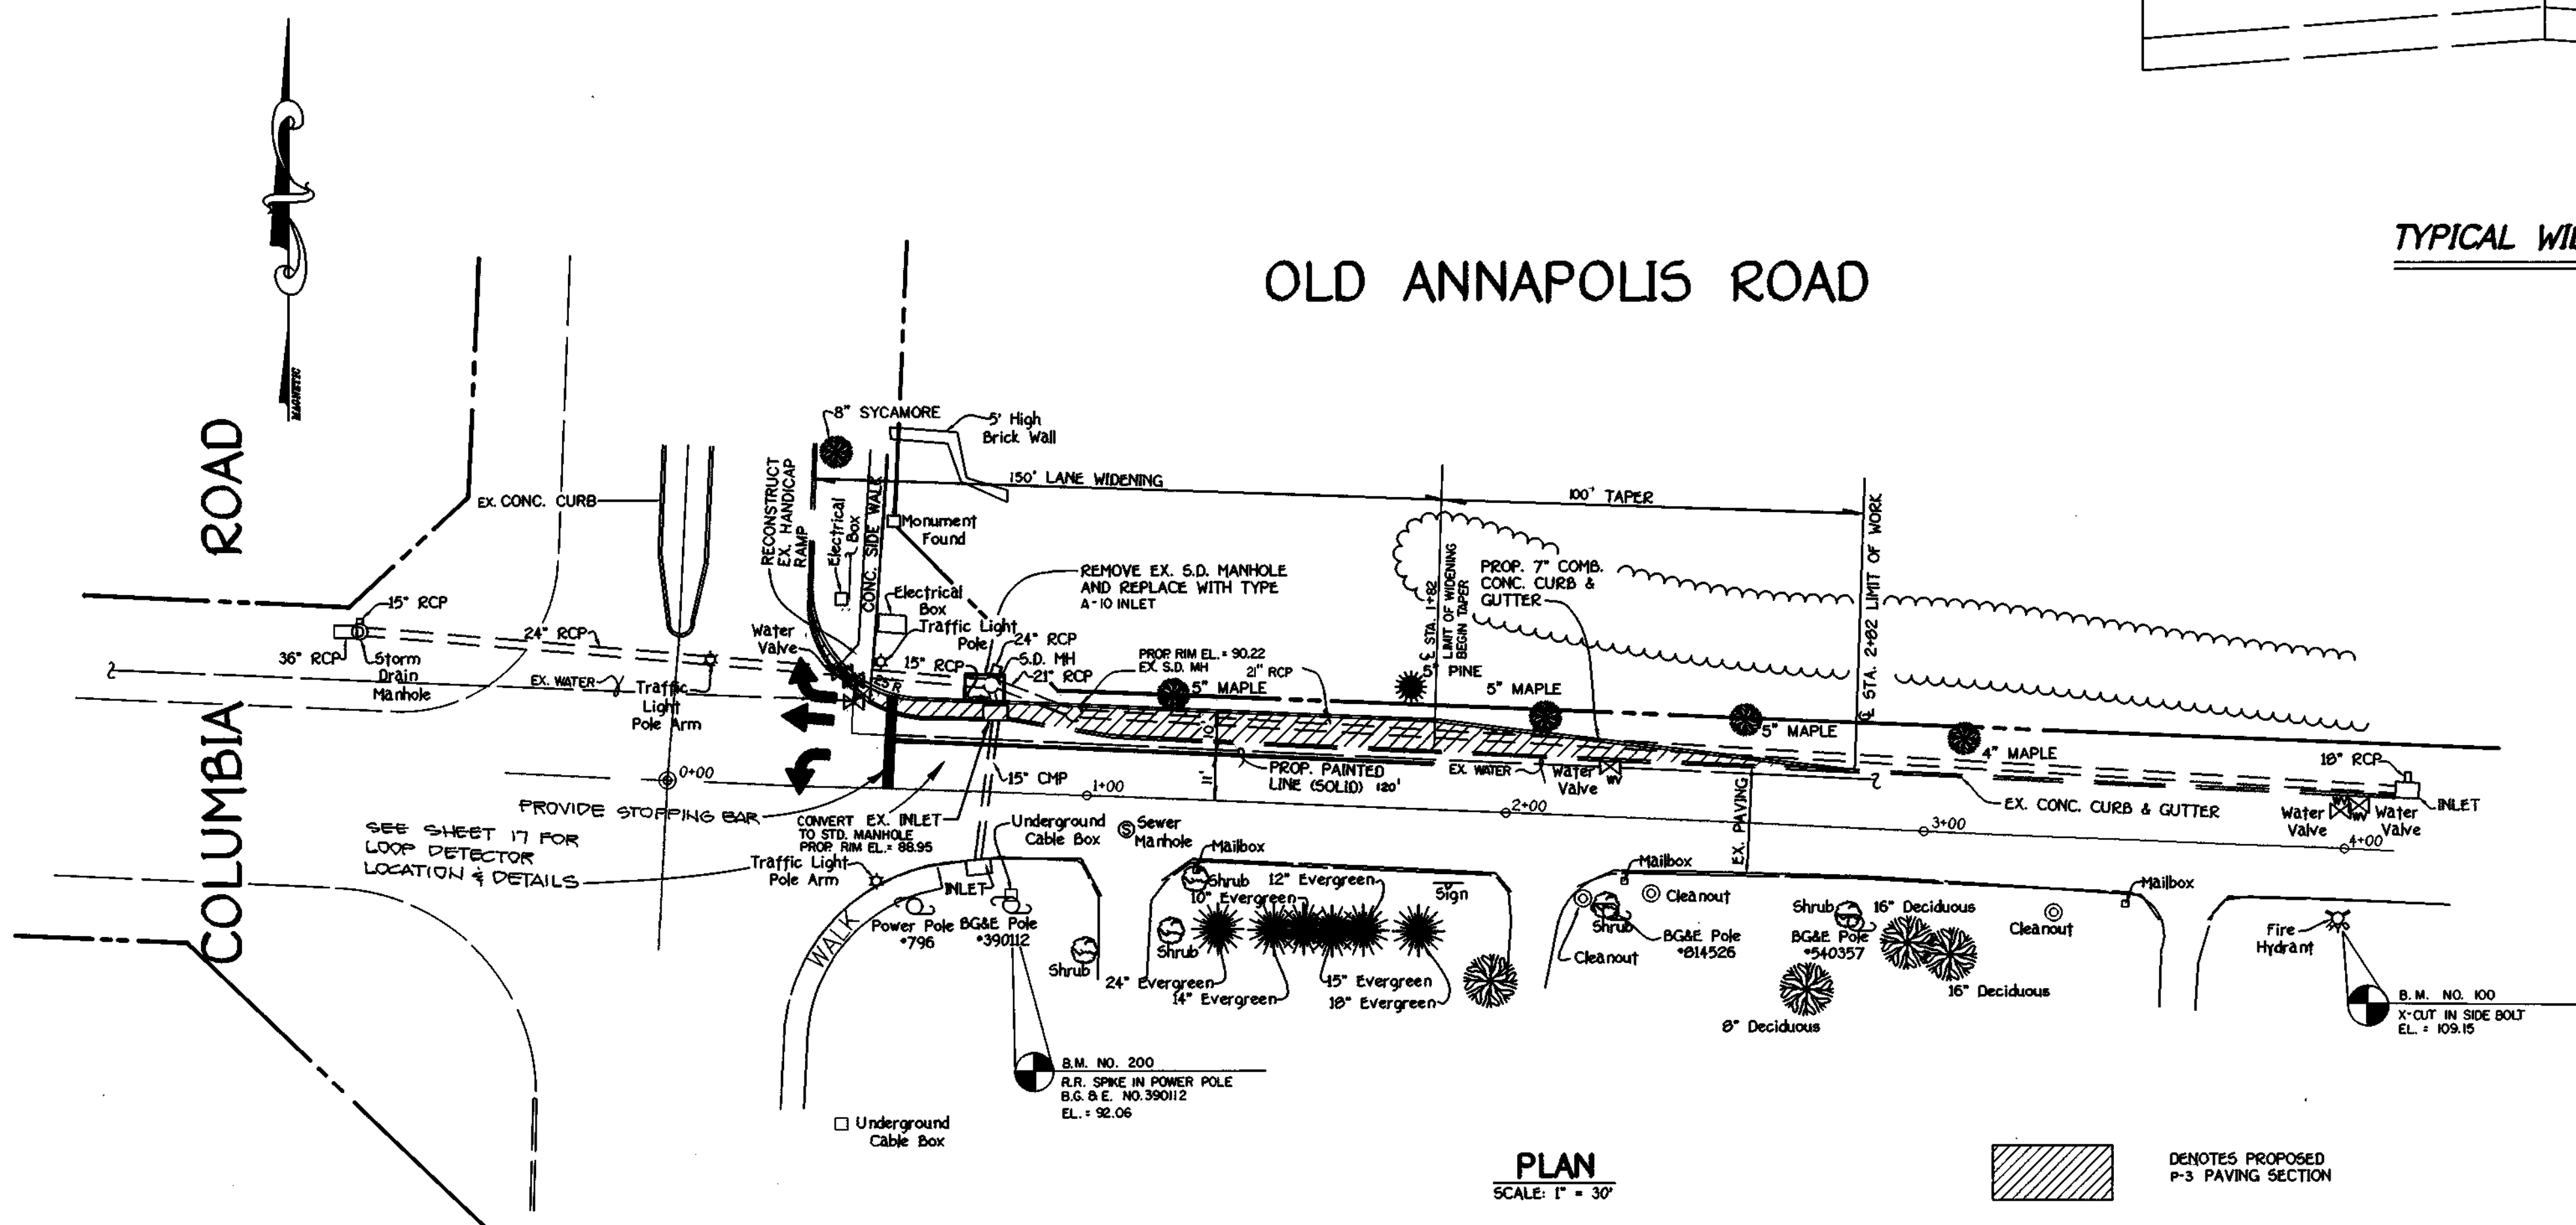 TYPICAL
OLD ANNAPOLIS ROAD
COLUMBIA ROAD
MAGNETIC
8" SYCAMORE
5' High
Brick Wall
150' LANE WIDENING
100' TAPER
EX. CONC. CURB
RECONSTRUCT
EX. HANDICAP
RAMP
Electrical
Box
CONC. SIDE WALK
Monument
Found
REMOVE EX. S.D. MANHOLE
AND REPLACE WITH TYPE
A-10 INLET
Electrical
Box
Traffic Light
Pole
24" RCP
S.D. MH
21" RCP
15" RCP
Water
Valve
25'R
PROP. RIM EL. = 90.22
EX. S.D. MH
21" RCP
℄ STA. 1+82
LIMIT OF WIDENING
BEGIN TAPER
PROP. 7" COMB.
CONC. CURB &
GUTTER
℄ STA. 2+82 LIMIT OF WORK
15" RCP
24" RCP
36" RCP
Storm
Drain
Manhole
EX. WATER
Traffic
Light
Pole Arm
5" MAPLE
5" PINE
5" MAPLE
5" MAPLE
4" MAPLE
18" RCP
INLET
10'
11'
PROP. PAINTED
LINE (SOLID) 120'
EX. WATER
Water
Valve
WV
EX. PAVING
EX. CONC. CURB & GUTTER
Water
Valve
WV
WV
Water
Valve
0+00
1+00
2+00
3+00
4+00
15" CMP
PROVIDE STOPPING BAR
CONVERT EX. INLET
TO STD. MANHOLE
PROP. RIM EL. = 88.95
SEE SHEET 17 FOR
LOOP DETECTOR
LOCATION & DETAILS
Traffic Light
Pole Arm
Underground
Cable Box
Sewer
Manhole
S
INLET
WALK
Power Pole
*796
BG&E Pole
*390112
Mailbox
Shrub
12" Evergreen
10" Evergreen
Sign
Shrub
Shrub
24" Evergreen
14" Evergreen
15" Evergreen
18" Evergreen
Mailbox
Cleanout
Shrub
BG&E Pole
*814526
Cleanout
Shrub
16" Deciduous
BG&E Pole
*540357
16" Deciduous
8" Deciduous
Mailbox
Cleanout
Fire
Hydrant
B.M. NO. 100
X-CUT IN SIDE BOLT
EL. = 109.15
B.M. NO. 200
R.R. SPIKE IN POWER POLE
B.G. & E. NO. 390112
EL. = 92.06
Underground
Cable Box
PLAN
SCALE: 1" = 30'
DENOTES PROPOSED
P-3 PAVING SECTION